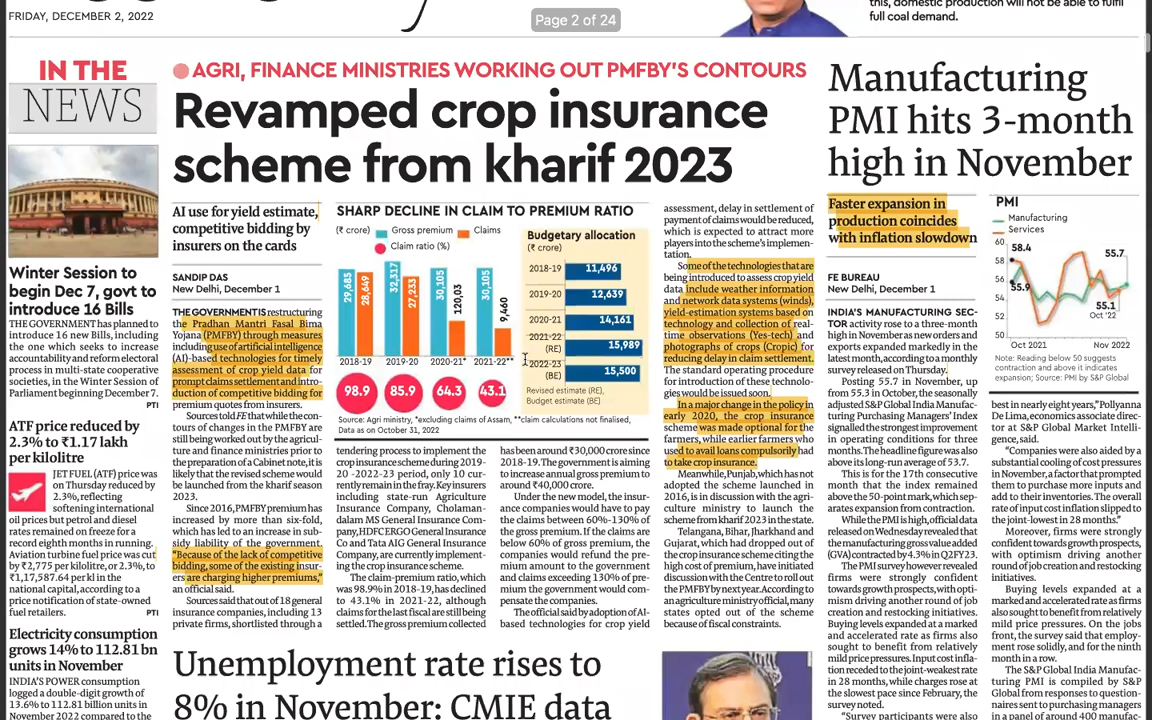 FRIDAY, DECEMBER 2, 2022
Page 2 of 24
this, domestic production will not be able to fulfil
full coal demand.
IN THE
NEWS
Winter Session to
begin Dec 7, govt to
introduce 16 Bills
THE GOVERNMENT HAS planned to
introduce 16 new Bills, including
the one which seeks to increase
accountability and reform electoral
process in multi-state cooperative
societies, in the Winter Session of
Parliament beginning December 7.
PTI
ATF price reduced by
2.3% to ₹1.17 lakh
per kilolitre
JET FUEL (ATF) price was
on Thursday reduced by
2.3%, reflecting
softening international
oil prices but petrol and diesel
rates remained on freeze for a
record eighth months in running.
Aviation turbine fuel price was cut
by ₹2,775 per kilolitre, or 2.3%, to
₹1,17,587.64 per kl in the
national capital, according to a
price notification of state-owned
fuel retailers.
PTI
Electricity consumption
grows 14% to 112.81 bn
units in November
INDIA'S POWER CONSUMPTION
logged a double-digit growth of
13.6% to 112.81 billion units in
November 2022 compared to the
AGRI, FINANCE MINISTRIES WORKING OUT PMFBY'S CONTOURS
Revamped crop insurance
scheme from kharif 2023
AI use for yield estimate,
competitive bidding by
insurers on the cards
SANDIP DAS
New Delhi, December 1
THE GOVERNMENT IS restructuring
the Pradhan Mantri Fasal Bima
Yojana (PMFBY) through measures
including use of artificial intelligence
(AI)-based technologies for timely
assessment of crop yield data for
prompt claims settlement and intro-
duction of competitive bidding for
premium quotes from insurers.
Sources told FE that while the con-
tours of changes in the PMFBY are
still being worked out by the agricul-
ture and finance ministries prior to
the preparation of a Cabinet note, it is
likely that the revised scheme would
be launched from the kharif season
2023.
Since 2016, PMFBY premium has
increased by more than six-fold,
which has led to an increase in sub-
sidy liability of the government.
"Because of the lack of competitive
bidding, some of the existing insur-
ers are charging higher premiums,"
an official said.
Sources said that out of 18 general
insurance companies, including 13
private firms, shortlisted through a
SHARP DECLINE IN CLAIM TO PREMIUM RATIO
(₹ crore) Gross premium Claims
Claim ratio (%)
29,685 28,649 32,317 27,233 30,105 12003 30,105 9,460
2018-19 2019-20 2020-21* 2021-22**
98.9 85.9 64.3 43.1
Budgetary allocation
(₹ crore)
2018-19 11,496
2019-20 12,639
2020-21 14,161
2021-22 (RE) 15,989
2022-23 (BE) 15,500
Revised estimate (RE),
Budget estimate (BE)
Source: Agri ministry, *excluding claims of Assam, **claim calculations not finalised,
Data as on October 31, 2022
tendering process to implement the
crop insurance scheme during 2019-
20 -2022-23 period, only 10 cur-
rently remain in the fray. Key insurers
including state-run Agriculture
Insurance Company, Cholaman-
dalam MS General Insurance Com-
pany, HDFC ERGO General Insurance
Co and Tata AIG General Insurance
Company, are currently implement-
ing the crop insurance scheme.
The claim-premium ratio, which
was 98.9% in 2018-19, has declined
to 43.1% in 2021-22, although
claims for the last fiscal are still being
settled. The gross premium collected
has been around ₹30,000 crore since
2018-19. The government is aiming
to increase annual gross premium to
around ₹40,000 crore.
Under the new model, the insur-
ance companies would have to pay
the claims between 60%-130% of
the gross premium. If the claims are
below 60% of gross premium, the
companies would refund the pre-
mium amount to the government
and claims exceeding 130% of pre-
mium the government would com-
pensate the companies.
The official said by adoption of AI-
based technologies for crop yield
assessment, delay in settlement of
payment of claims would be reduced,
which is expected to attract more
players into the scheme's implemen-
tation.
Some of the technologies that are
being introduced to assess crop yield
data include weather information
and network data systems (winds),
yield-estimation systems based on
technology and collection of real-
time observations (Yes-tech) and
photographs of crops (Cropic) for
reducing delay in claim settlement.
The standard operating procedure
for introduction of these technolo-
gies would be issued soon.
In a major change in the policy in
early 2020, the crop insurance
scheme was made optional for the
farmers, while earlier farmers who
used to avail loans compulsorily had
to take crop insurance.
Meanwhile, Punjab, which has not
adopted the scheme launched in
2016, is in discussion with the agri-
culture ministry to launch the
scheme from kharif 2023 in the state.
Telangana, Bihar, Jharkhand and
Gujarat, which had dropped out of
the crop insurance scheme citing the
high cost of premium, have initiated
discussion with the Centre to roll out
the PMFBY by next year. According to
an agriculture ministry official, many
states opted out of the scheme
because of fiscal constraints.
Unemployment rate rises to
8% in November: CMIE data
Manufacturing
PMI hits 3-month
high in November
Faster expansion in
production coincides
with inflation slowdown
FE BUREAU
New Delhi, December 1
INDIA'S MANUFACTURING SEC-
TOR activity rose to a three-month
high in November as new orders and
exports expanded markedly in the
latest month, according to a monthly
survey released on Thursday.
Posting 55.7 in November, up
from 55.3 in October, the seasonally
adjusted S&P Global India Manufac-
turing Purchasing Managers' Index
signalled the strongest improvement
in operating conditions for three
months. The headline figure was also
above its long-run average of 53.7.
This is for the 17th consecutive
month that the index remained
above the 50-point mark, which sep-
arates expansion from contraction.
While the PMI is high, official data
released on Wednesday revealed that
the manufacturing gross value added
(GVA) contracted by 4.3% in Q2FY23.
The PMI survey however revealed
firms were strongly confident
towards growth prospects, with opti-
mism driving another round of job
creation and restocking initiatives.
Buying levels expanded at a marked
and accelerated rate as firms also
sought to benefit from relatively
mild price pressures. Input cost infla-
tion receded to the joint-weakest rate
in 28 months, while charges rose at
the slowest pace since February, the
survey noted.
"Survey participants were also
PMI
Manufacturing
Services
60
58
56
54
52
50
58.4
55.9
55.7
55.1
Oct '22
Oct 2021 Nov 2022
Note: Reading below 50 suggests
contraction and above it indicates
expansion; Source: PMI by S&P Global
best in nearly eight years," Pollyanna
De Lima, economics associate direc-
tor at S&P Global Market Intelli-
gence, said.
"Companies were also aided by a
substantial cooling of cost pressures
in November, a factor that prompted
them to purchase more inputs and
add to their inventories. The overall
rate of input cost inflation slipped to
the joint-lowest in 28 months."
Moreover, firms were strongly
confident towards growth prospects,
with optimism driving another
round of job creation and restocking
initiatives.
Buying levels expanded at a
marked and accelerated rate as firms
also sought to benefit from relatively
mild price pressures. On the jobs
front, the survey said that employ-
ment rose solidly, and for the ninth
month in a row.
The S&P Global India Manufac-
turing PMI is compiled by S&P
Global from responses to question-
naires sent to purchasing managers
in a panel of around 400 manufac-